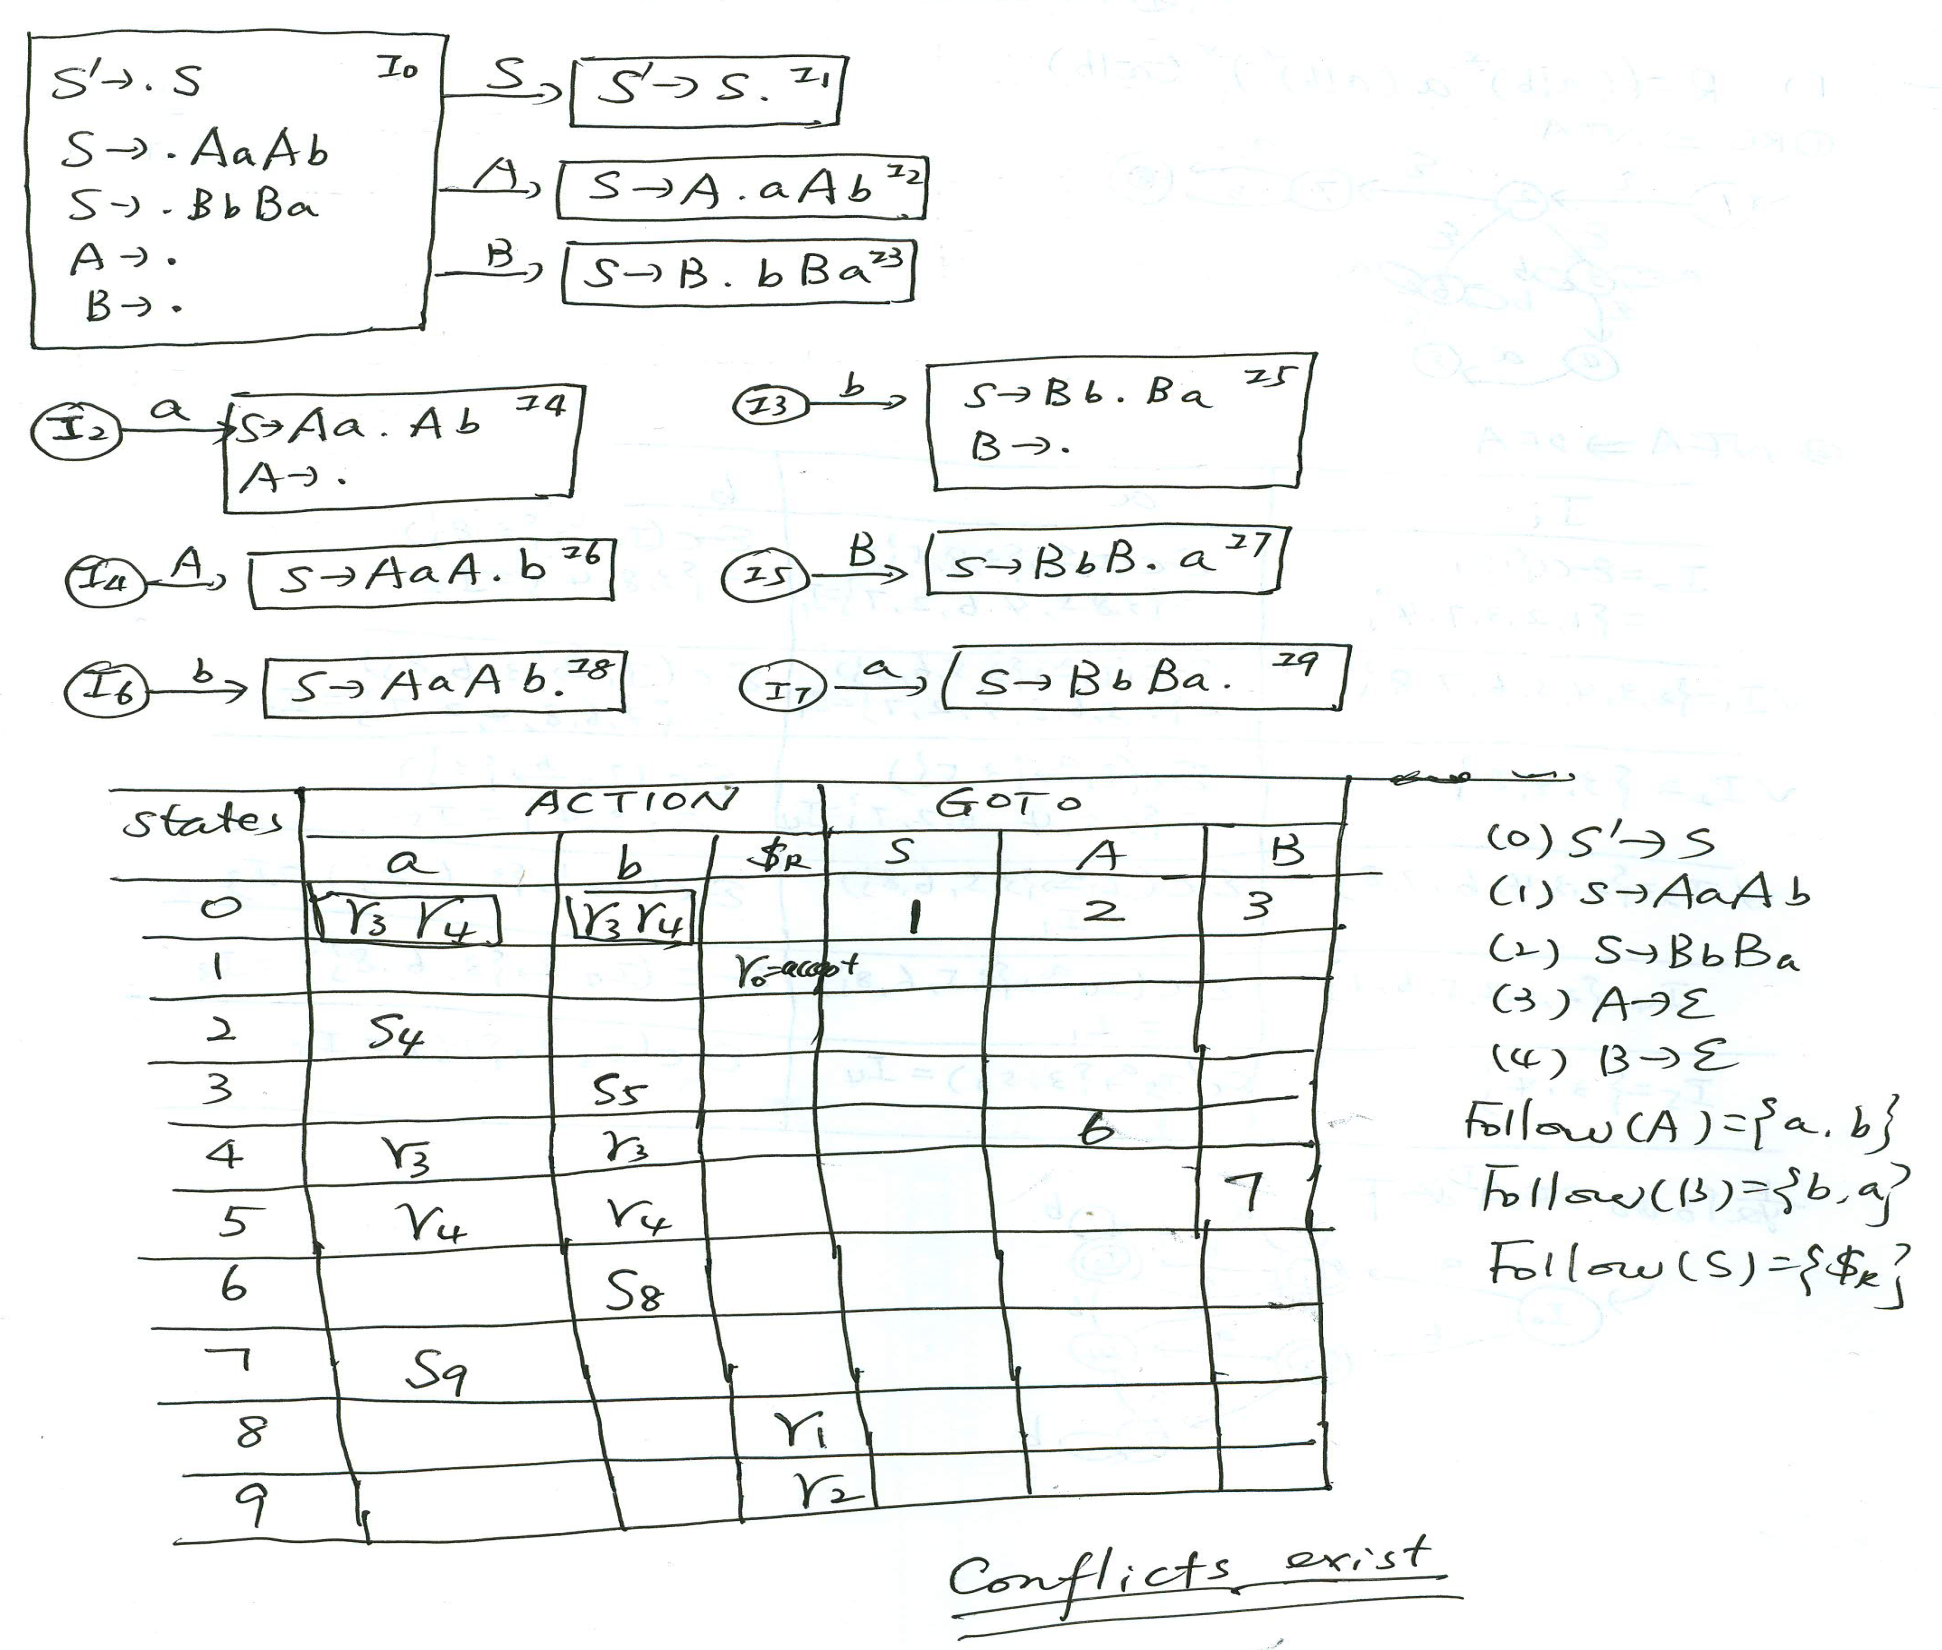 S'→.S I0
S→.AaAb
S→.BbBa
A→.
B→.
S
S'→S. I1
A
S→A.aAb I2
B
S→B.bBa I3
I2 a S→Aa.Ab I4
A→.
I3 b S→Bb.Ba I5
B→.
I4 A S→AaA.b I6
I5 B S→BbB.a I7
I6 b S→AaAb. I8
I7 a S→BbBa. I9
states ACTION GOTO
a b $R S A B
0 r3 r4 r3 r4 1 2 3
1 r0=accept
2 S4
3 S5
4 r3 r3 6
5 r4 r4 7
6 S8
7 S9
8 r1
9 r2
(0) S'→S
(1) S→AaAb
(2) S→BbBa
(3) A→ε
(4) B→ε
Follow(A)={a,b}
Follow(B)={b,a}
Follow(S)={$R}
Conflicts exist